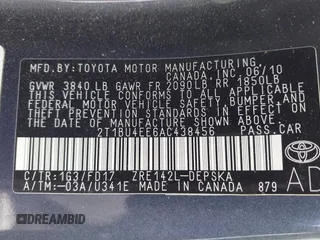 MFD.BY:TOYOTA MOTOR MANUFACTURING
CANADA, INC. 06/10
GVWR 3840 LB GAWR FR 2090LB RR 1850LB
THIS VEHICLE CONFORMS TO ALL APPLICABLE
FEDERAL MOTOR VEHICLE SAFETY, BUMPER, AND
THEFT PREVENTION STANDARDS IN EFFECT ON
THE DATE OF MANUFACTURE SHOWN ABOVE.
2T1BU4EE6AC438456
PASSENGER CAR
C/TR:1G3/FD17 ZRE142L-DEPSKA
A/TM:-03A/U341E MADE IN CANADA 879
AD
DREAMBID